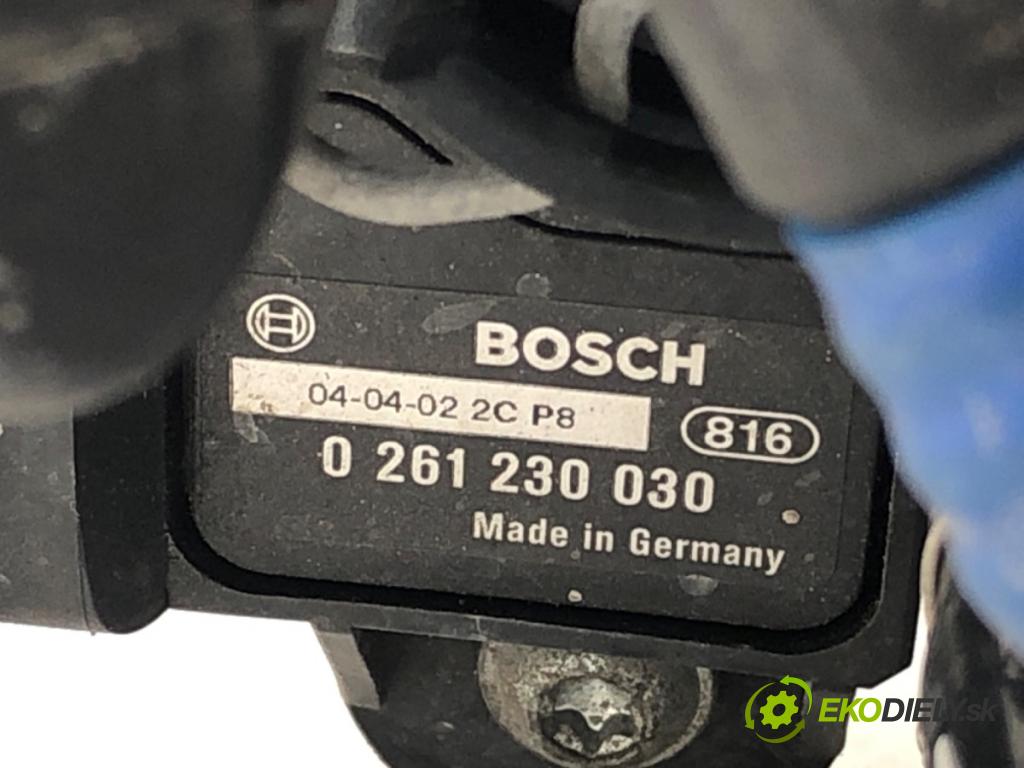 BOSCH
04-04-02 2C P8
816
0 261 230 030
Made in Germany
EKODIELY.sk